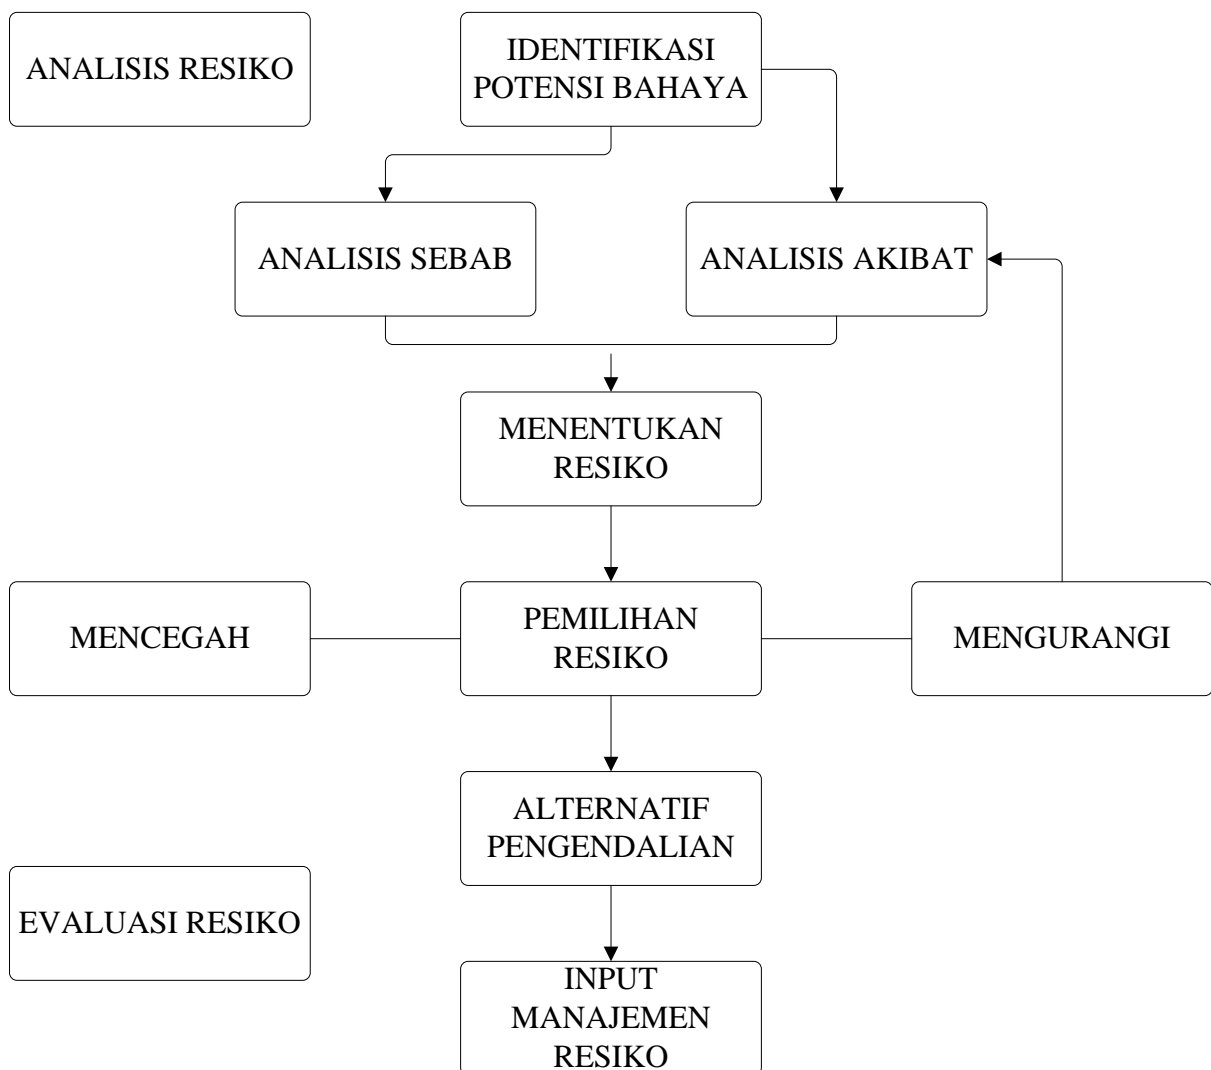 ANALISIS RESIKO
IDENTIFIKASI
POTENSI BAHAYA
ANALISIS SEBAB
ANALISIS AKIBAT
MENENTUKAN
RESIKO
MENCEGAH
PEMILIHAN
RESIKO
MENGURANGI
ALTERNATIF
PENGENDALIAN
EVALUASI RESIKO
INPUT
MANAJEMEN
RESIKO